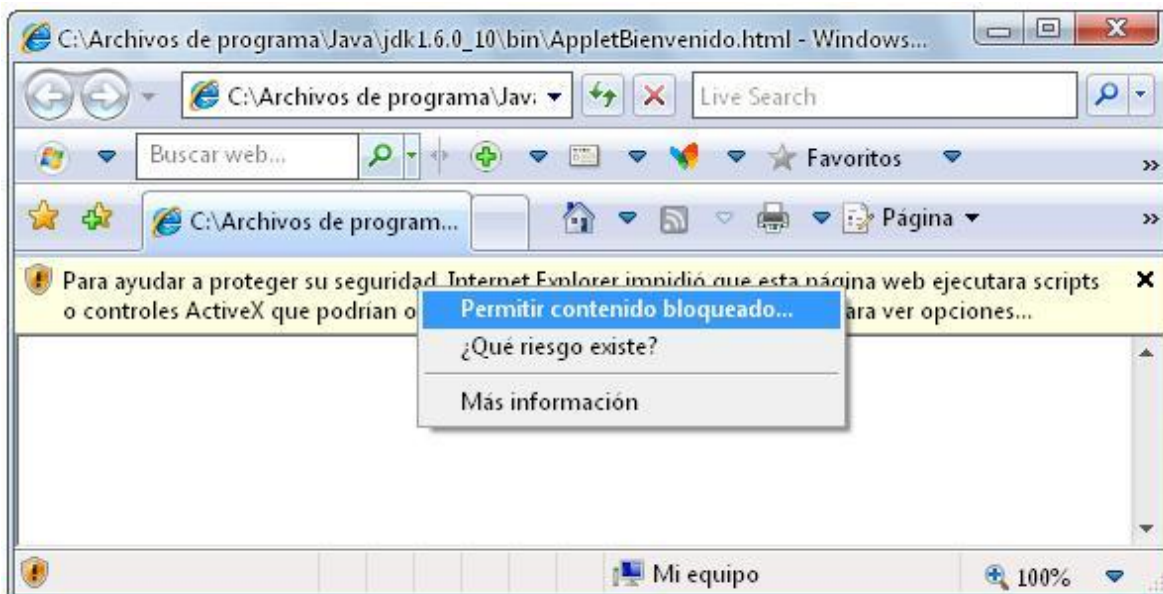 C:\Archivos de programa\Java\jdk1.6.0_10\bin\AppletBienvenido.html - Windows...
C:\Archivos de programa\Jav: Live Search
Buscar web... Favoritos »
C:\Archivos de program... Página »
Para ayudar a proteger su seguridad, Internet Explorer impidió que esta página web ejecutara scripts
o controles ActiveX que podrían o ara ver opciones...
Permitir contenido bloqueado...
¿Qué riesgo existe?
Más información
Mi equipo 100%